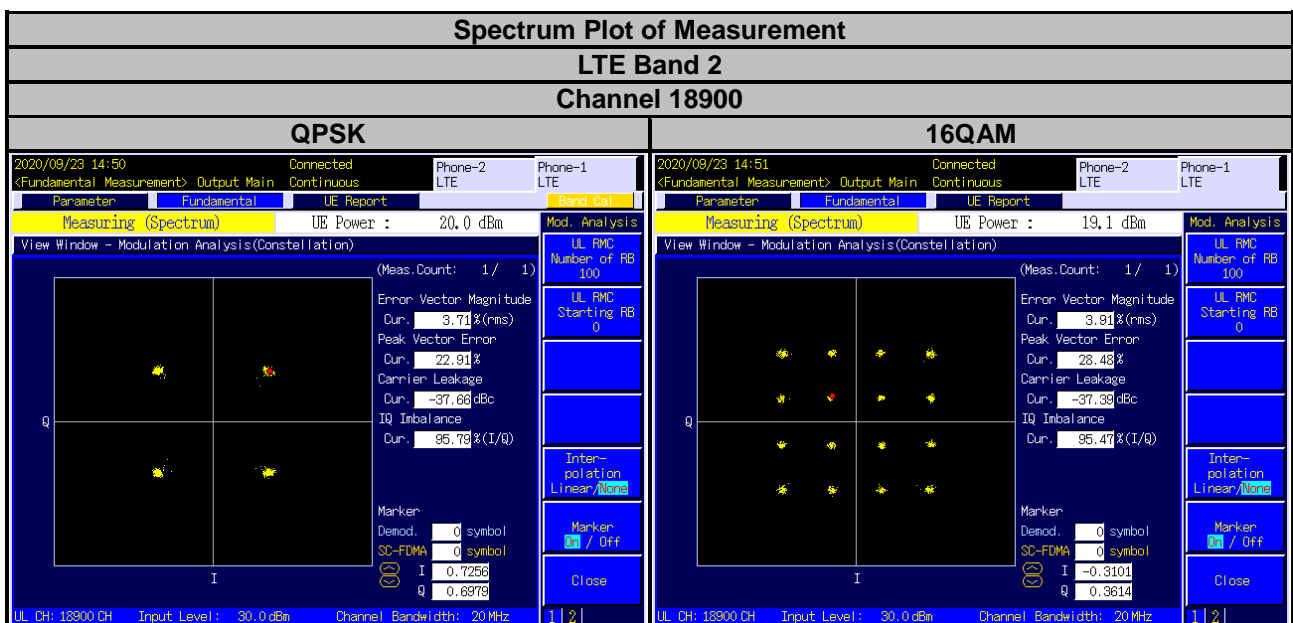 Spectrum Plot of Measurement
LTE Band 2
Channel 18900
QPSK
16QAM
2020/09/23 14:50 Connected Phone-2 Phone-1
<Fundamental Measurement> Output Main Continuous LTE LTE
Parameter Fundamental UE Report Band Cal.
Measuring (Spectrum) UE Power : 20.0 dBm Mod. Analysis
View Window - Modulation Analysis(Constellation)
UL RMC
Number of RB
100
(Meas.Count: 1/ 1)
Error Vector Magnitude
Cur. 3.71 %(rms)
UL RMC
Starting RB
0
Peak Vector Error
Cur. 22.91 %
Carrier Leakage
Cur. -37.66 dBc
IQ Imbalance
Cur. 95.79 %(I/Q)
Q
Inter-
polation
Linear/None
Marker
Demod. 0 symbol
SC-FDMA 0 symbol
I 0.7256
Q 0.6979
Marker
On / Off
Close
I
UL CH: 18900 CH Input Level: 30.0 dBm Channel Bandwidth: 20 MHz 1 2
2020/09/23 14:51 Connected Phone-2 Phone-1
<Fundamental Measurement> Output Main Continuous LTE LTE
Parameter Fundamental UE Report
Measuring (Spectrum) UE Power : 19.1 dBm Mod. Analysis
View Window - Modulation Analysis(Constellation)
UL RMC
Number of RB
100
(Meas.Count: 1/ 1)
Error Vector Magnitude
Cur. 3.91 %(rms)
UL RMC
Starting RB
0
Peak Vector Error
Cur. 28.48 %
Carrier Leakage
Cur. -37.39 dBc
IQ Imbalance
Cur. 95.47 %(I/Q)
Q
Inter-
polation
Linear/None
Marker
Demod. 0 symbol
SC-FDMA 0 symbol
I -0.3101
Q 0.3614
Marker
On / Off
Close
I
UL CH: 18900 CH Input Level: 30.0 dBm Channel Bandwidth: 20 MHz 1 2